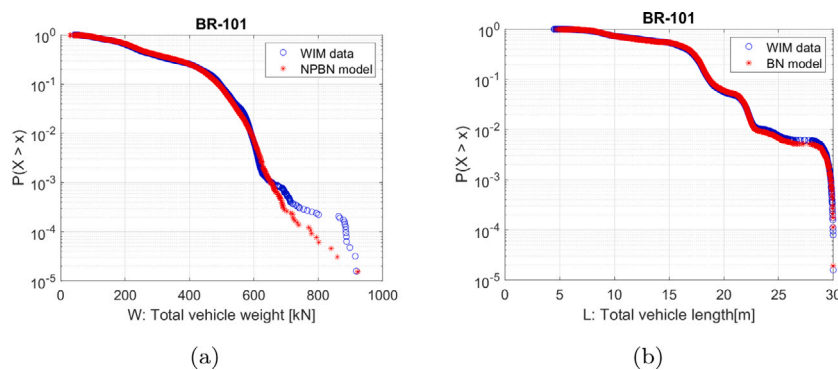 BR-101
10^0
10^-1
10^-2
10^-3
10^-4
10^-5
P(X > x)
WIM data
NPBN model
0 200 400 600 800 1000
W: Total vehicle weight [kN]
(a)
BR-101
10^0
10^-1
10^-2
10^-3
10^-4
10^-5
P(X > x)
WIM data
BN model
0 5 10 15 20 25 30
L: Total vehicle length[m]
(b)